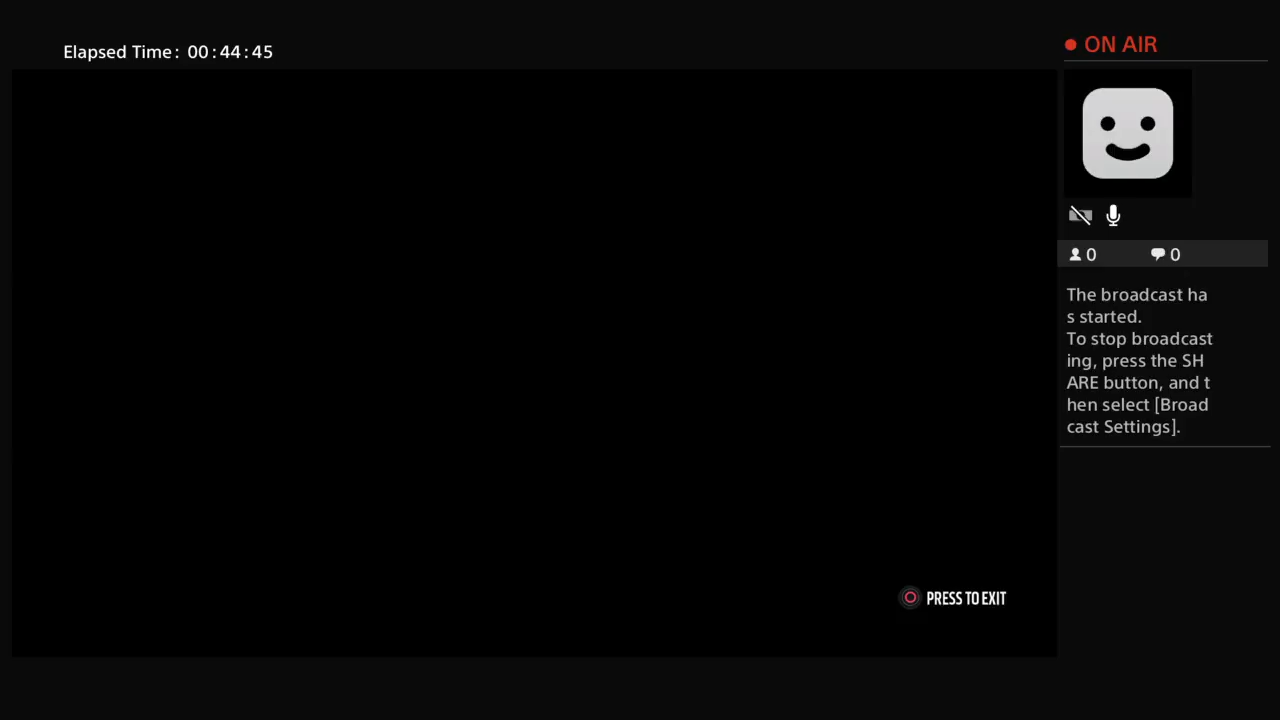 Elapsed Time: 00:44:45
ON AIR
0 0
The broadcast ha
s started.
To stop broadcast
ing, press the SH
ARE button, and t
hen select [Broad
cast Settings].
PRESS TO EXIT